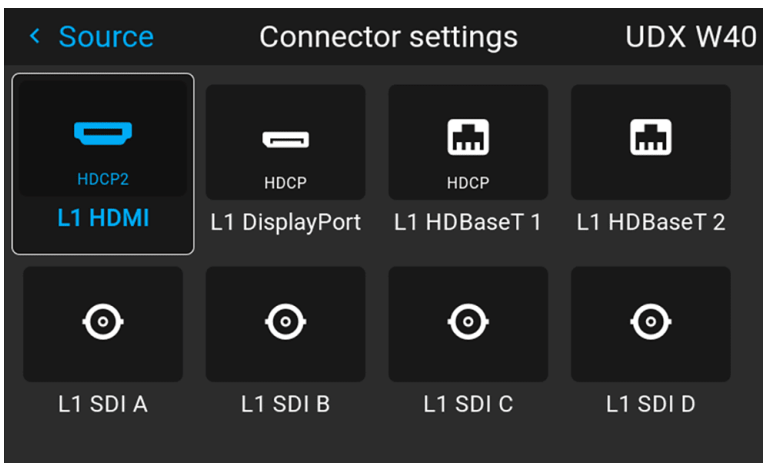 Source
Connector settings
UDX W40
HDCP2
HDCP
HDCP
L1 HDMI
L1 DisplayPort
L1 HDBaseT 1
L1 HDBaseT 2
L1 SDI A
L1 SDI B
L1 SDI C
L1 SDI D